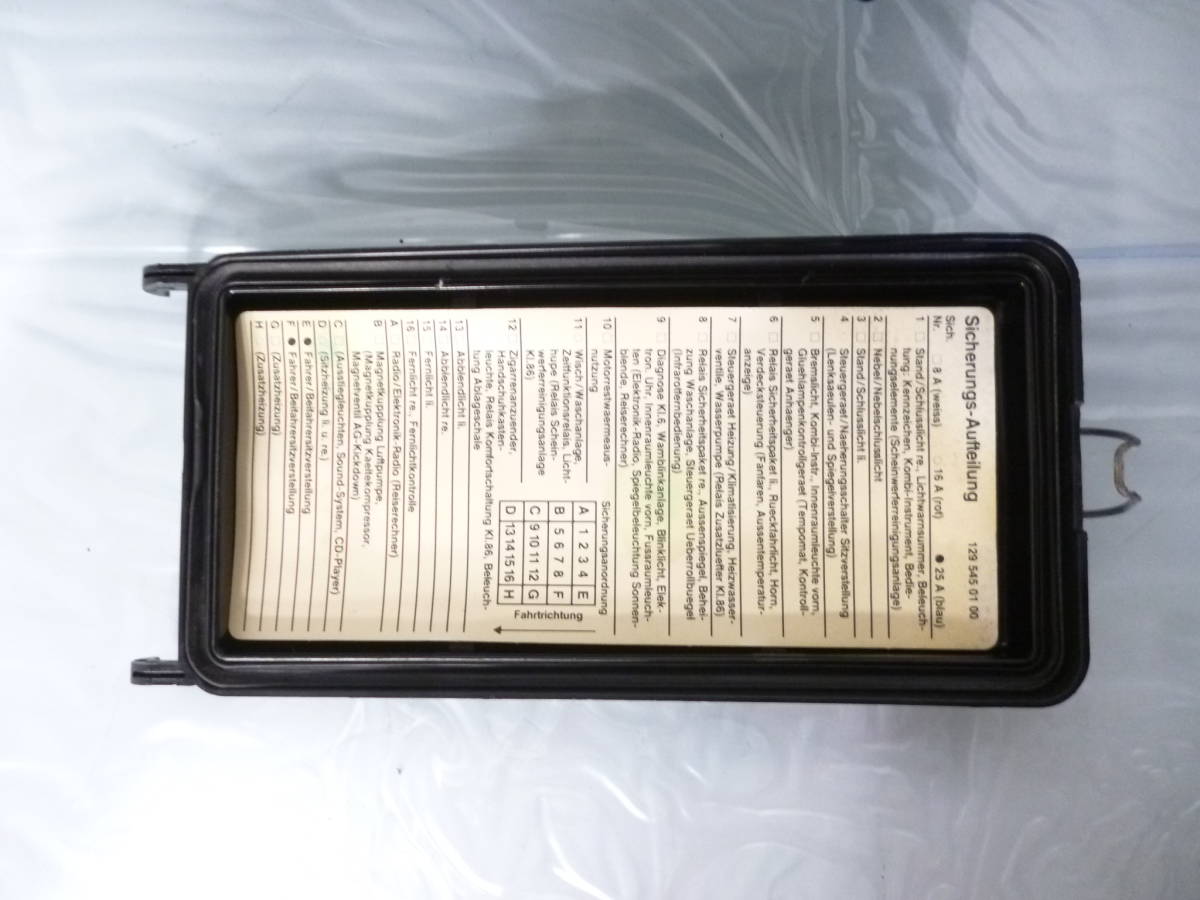 Sicherungs-Aufteilung 129 545 01 00
Sich.
Nr. □ 8 A (weiss) □ 16 A (rot) ● 25 A (blau)
1 □ Stand/Schlusslicht re., Lichtwarnsummer, Beleuch-
tung: Kennzeichen, Kombi-Instrument, Bedie-
nungselemente (Scheinwerferreinigungsanlage)
2 □ Nebel/Nebelschlusslicht
3 □ Stand/Schlusslicht li.
4 Steuergeraet/Naeherungsschalter Sitzverstellung
(Lenksaeulen- und Spiegelverstellung)
5 □ Bremslicht, Kombi-Instr., Innenraumleuchte vorn,
Gluehlampenkontrollgeraet (Tempomat, Kontroll-
geraet Anhaenger)
6 □ Relais Sicherheitspaket li., Rueckfahrlicht, Horn,
Verdecksteuerung (Fanfaren, Aussentemperatur-
anzeige)
7 □ Steuergeraet Heizung/Klimatisierung, Heizwasser-
ventile, Wasserpumpe (Relais Zusatzluefter Kl.86)
8 □ Relais Sicherheitspaket re., Aussenspiegel, Behei-
zung Waschanlage, Steuergeraet Ueberrollbuegel
(Infrarotfernbedienung)
9 □ Diagnose Kl.6, Warnblinkanlage, Blinklicht, Elek-
tron. Uhr, Innenraumleuchte vorn, Fussraumleuch-
ten (Elektronik-Radio, Spiegelbeleuchtung Sonnen-
blende, Reiserechner)
10 □ Motorrestwaermeaus-
nutzung
11 □ Wisch/Waschanlage,
Zeitfunktionsrelais, Licht-
hupe (Relais Schein-
werferreinigungsanlage
Kl.86)
12 □ Zigarrenanzuender,
Handschuhkasten-
leuchte, Relais Komfortschaltung Kl.86, Beleuch-
tung Ablageschale
Sicherungsanordnung
A 1 2 3 4 E
B 5 6 7 8 F
C 9 10 11 12 G
D 13 14 15 16 H
Fahrtrichtung
13 Abblendlicht li.
14 Abblendlicht re.
15 Fernlicht li.
16 Fernlicht re., Fernlichtkontrolle
A Radio/Elektronik-Radio (Reiserechner)
B □ Magnetkupplung Luftpumpe
(Magnetkupplung Kaeltekompressor,
Magnetventil AG-Kickdown)
C □ (Ausstiegleuchten, Sound-System, CD-Player)
D □ (Sitzheizung li. u. re.)
E ● Fahrer/Beifahrersitzverstellung
F ● Fahrer/Beifahrersitzverstellung
G (Zusatzheizung)
H (Zusatzheizung)